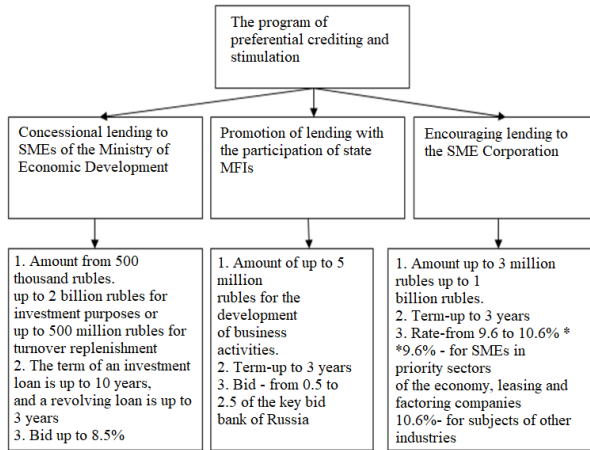 The program of
preferential crediting and
stimulation
Concessional lending to
SMEs of the Ministry of
Economic Development
Promotion of lending with
the participation of state
MFIs
Encouraging lending to
the SME Corporation
1. Amount from 500
thousand rubles.
up to 2 billion rubles for
investment purposes or
up to 500 million rubles for
turnover replenishment
2. The term of an investment
loan is up to 10 years,
and a revolving loan is up to
3 years
3. Bid up to 8.5%
1. Amount of up to 5
million
rubles for the
development
of business
activities.
2. Term-up to 3 years
3. Bid - from 0.5 to
2.5 of the key bid
bank of Russia
1. Amount up to 3 million
rubles up to 1
billion rubles.
2. Term-up to 3 years
3. Rate-from 9.6 to 10.6% *
*9.6% - for SMEs in
priority sectors
of the economy, leasing and
factoring companies
10.6%- for subjects of other
industries